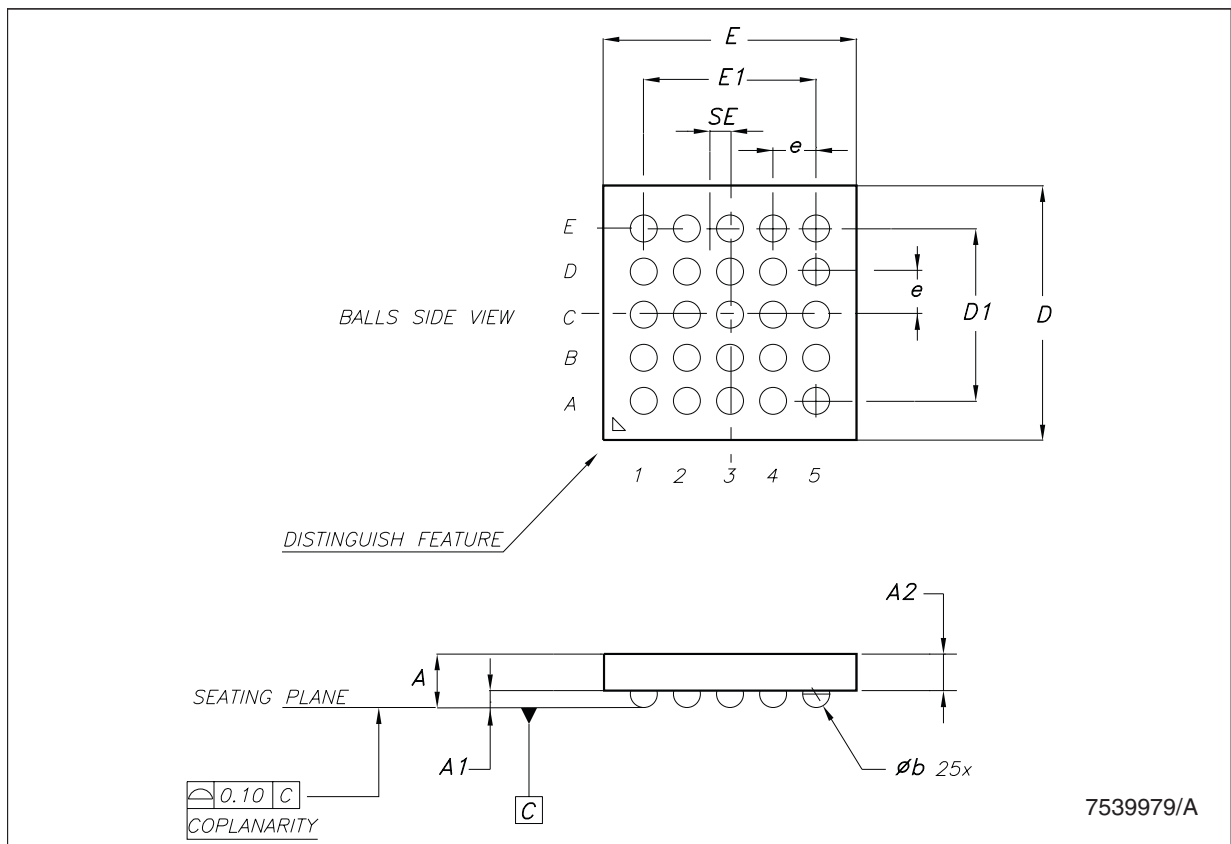 E
E1
SE
e
E
D
e
D1
D
BALLS SIDE VIEW
C
B
A
1 2 3 4 5
DISTINGUISH FEATURE
A2
A
SEATING PLANE
A1
øb 25x
⌓ 0.10 C
C
COPLANARITY
7539979/A